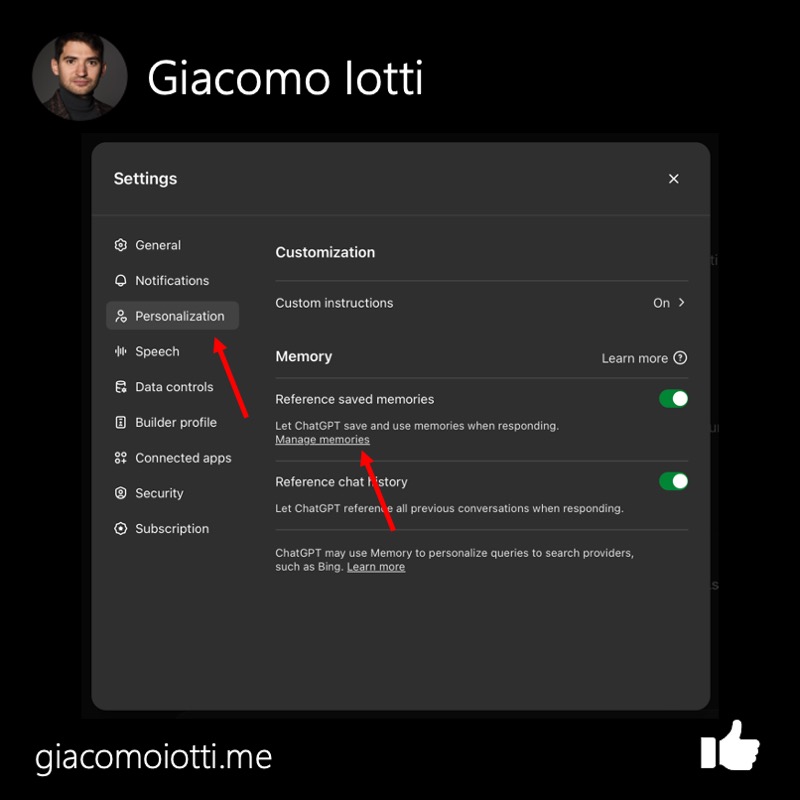 Giacomo Iotti
Settings
General
Notifications
Personalization
Speech
Data controls
Builder profile
Connected apps
Security
Subscription
Customization
Custom instructions On
Memory Learn more
Reference saved memories
Let ChatGPT save and use memories when responding.
Manage memories
Reference chat history
Let ChatGPT reference all previous conversations when responding.
ChatGPT may use Memory to personalize queries to search providers,
such as Bing. Learn more
giacomoiotti.me